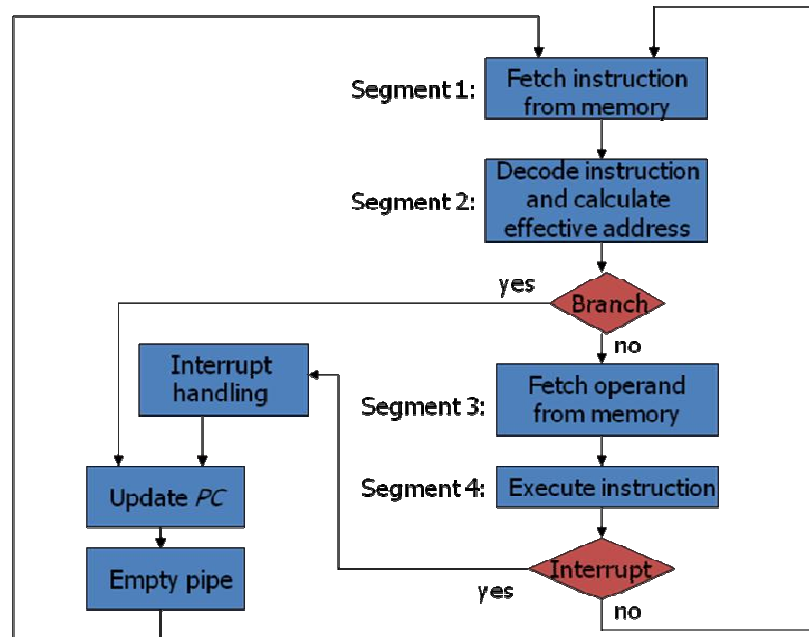 Segment 1:
Fetch instruction
from memory
Segment 2:
Decode instruction
and calculate
effective address
yes
Branch
no
Interrupt
handling
Segment 3:
Fetch operand
from memory
Update PC
Segment 4:
Execute instruction
Empty pipe
yes
Interrupt
no